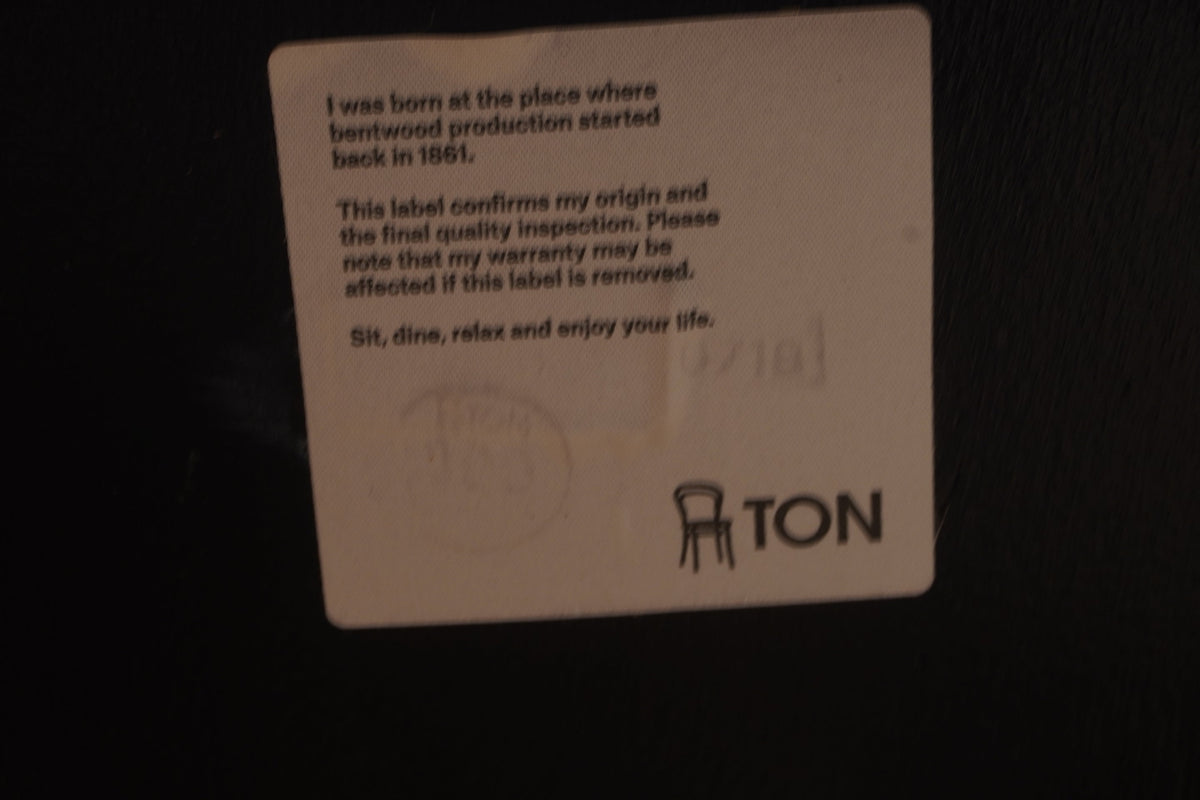 I was born at the place where
bentwood production started
back in 1861.
This label confirms my origin and
the final quality inspection. Please
note that my warranty may be
affected if this label is removed.
Sit, dine, relax and enjoy your life.
TON